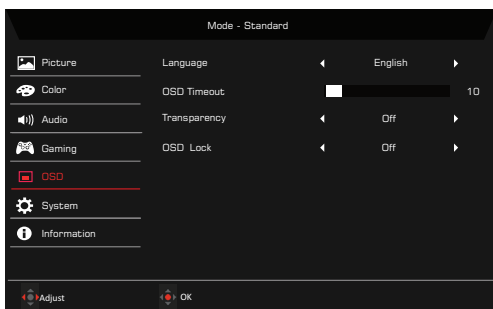 Mode - Standard
Picture
Language English
Color
OSD Timeout 10
Audio
Transparency Off
Gaming
OSD Lock Off
OSD
System
Information
Adjust OK